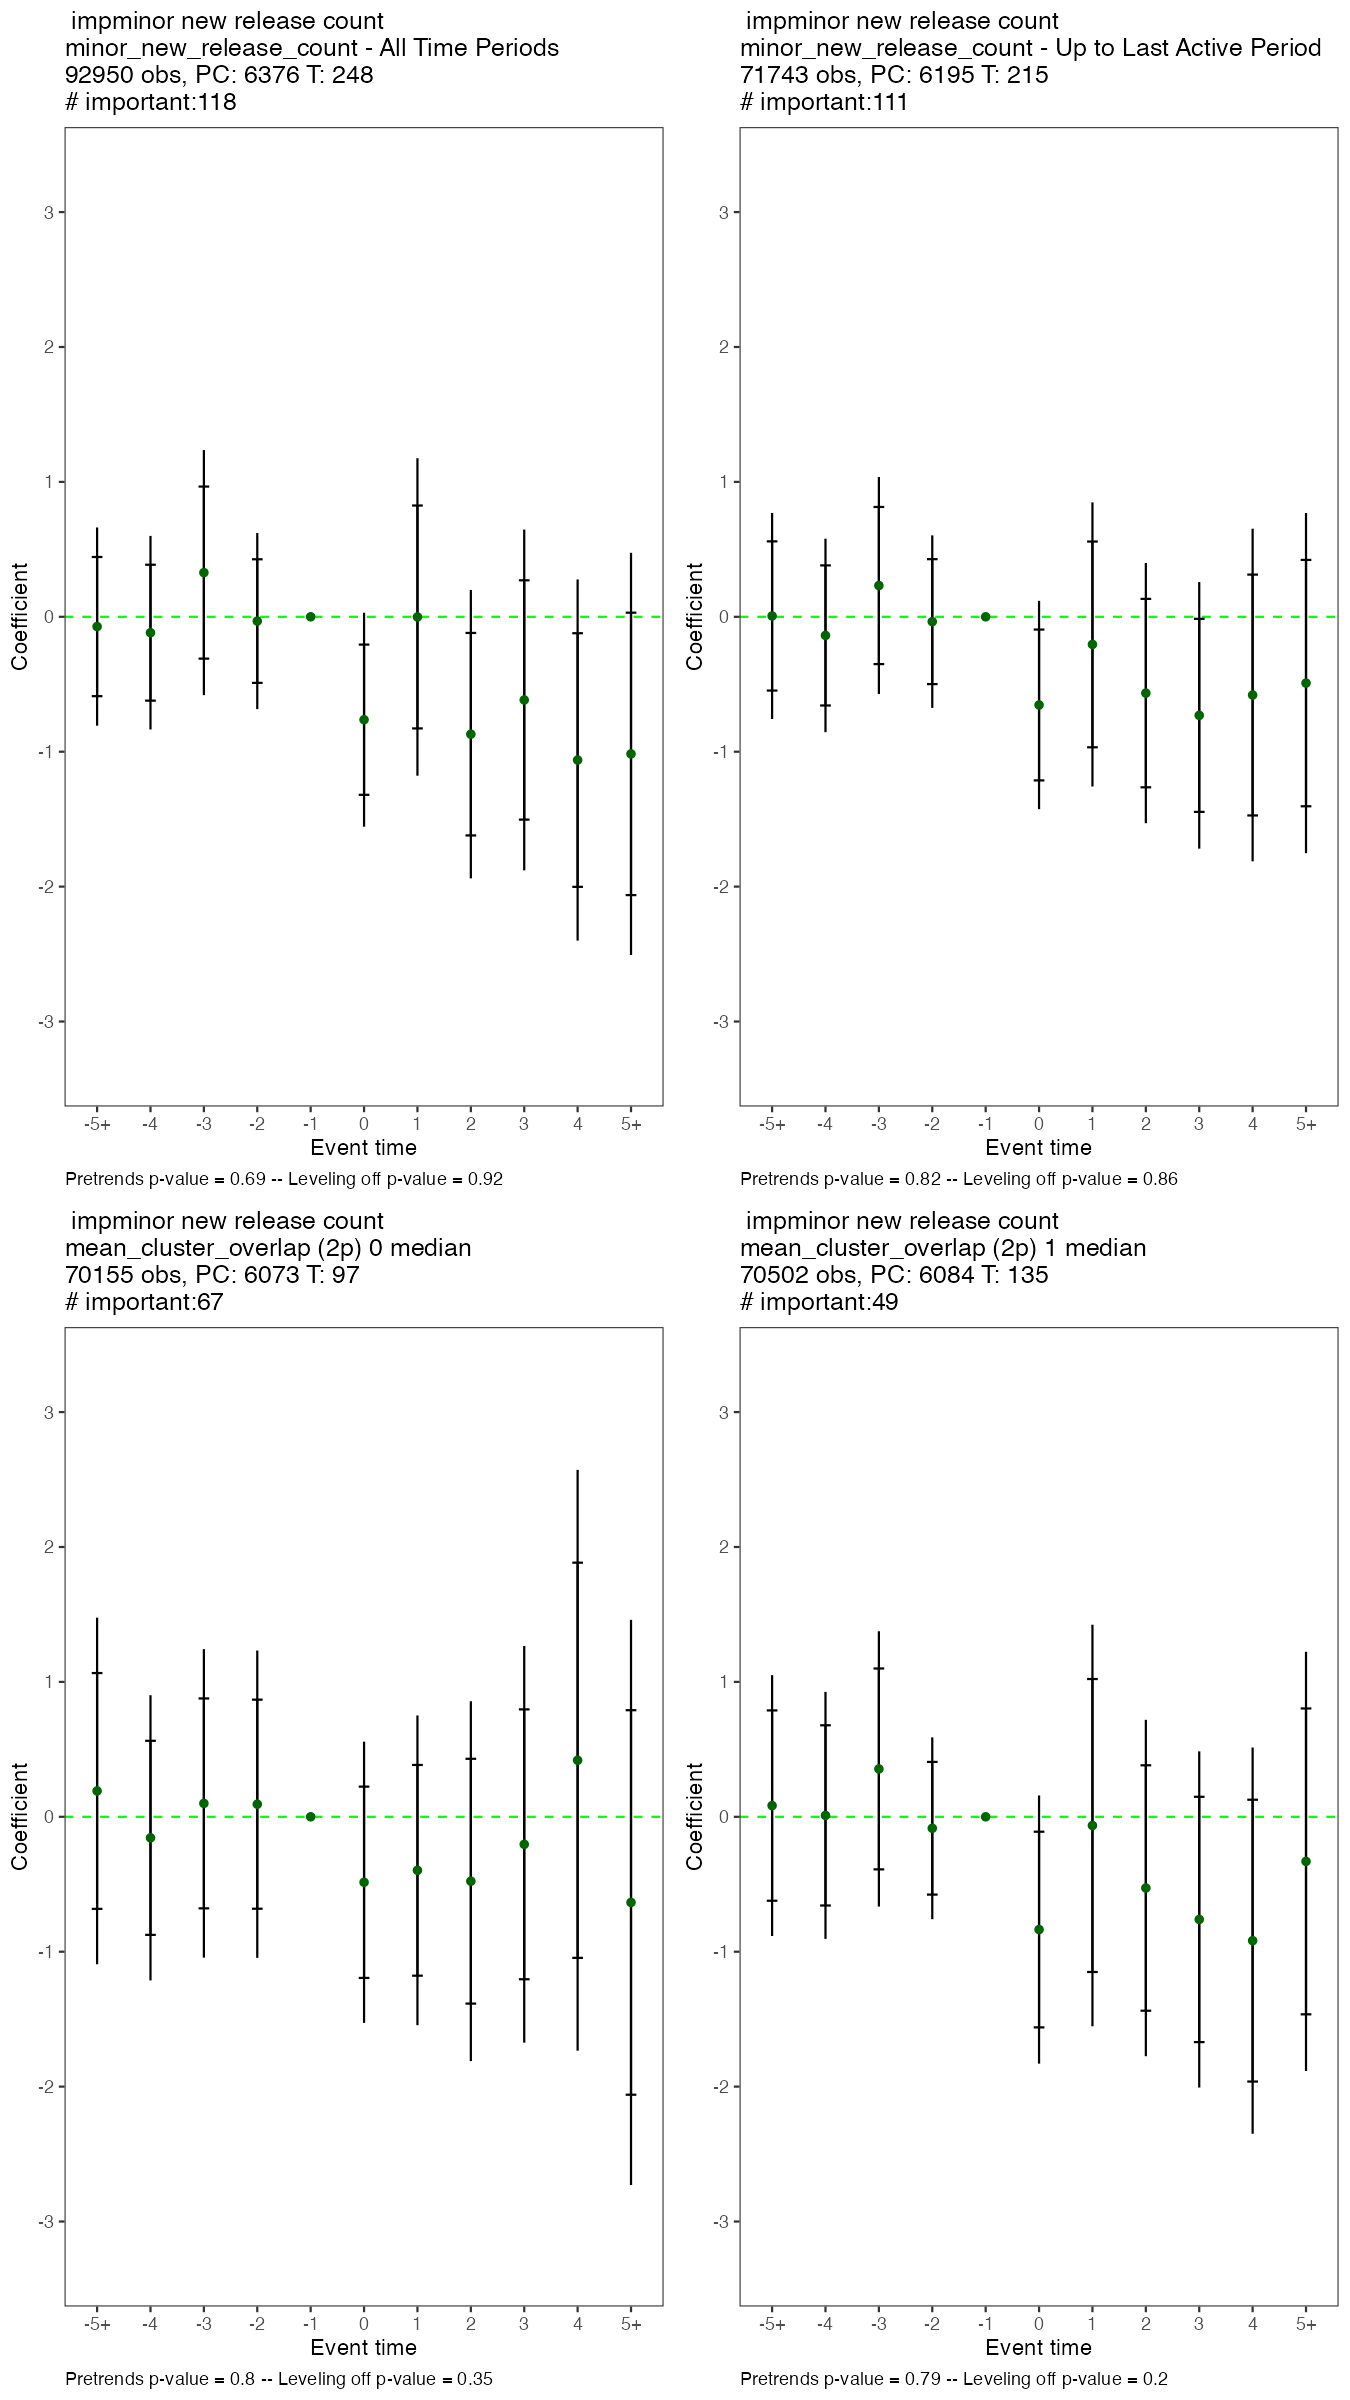 impminor new release count
minor_new_release_count - All Time Periods
92950 obs, PC: 6376 T: 248
# important:118
3
2
1
0
-1
-2
-3
Coefficient
-5+ -4 -3 -2 -1 0 1 2 3 4 5+
Event time
Pretrends p-value = 0.69 -- Leveling off p-value = 0.92
impminor new release count
minor_new_release_count - Up to Last Active Period
71743 obs, PC: 6195 T: 215
# important:111
3
2
1
0
-1
-2
-3
Coefficient
-5+ -4 -3 -2 -1 0 1 2 3 4 5+
Event time
Pretrends p-value = 0.82 -- Leveling off p-value = 0.86
impminor new release count
mean_cluster_overlap (2p) 0 median
70155 obs, PC: 6073 T: 97
# important:67
3
2
1
0
-1
-2
-3
Coefficient
-5+ -4 -3 -2 -1 0 1 2 3 4 5+
Event time
Pretrends p-value = 0.8 -- Leveling off p-value = 0.35
impminor new release count
mean_cluster_overlap (2p) 1 median
70502 obs, PC: 6084 T: 135
# important:49
3
2
1
0
-1
-2
-3
Coefficient
-5+ -4 -3 -2 -1 0 1 2 3 4 5+
Event time
Pretrends p-value = 0.79 -- Leveling off p-value = 0.2